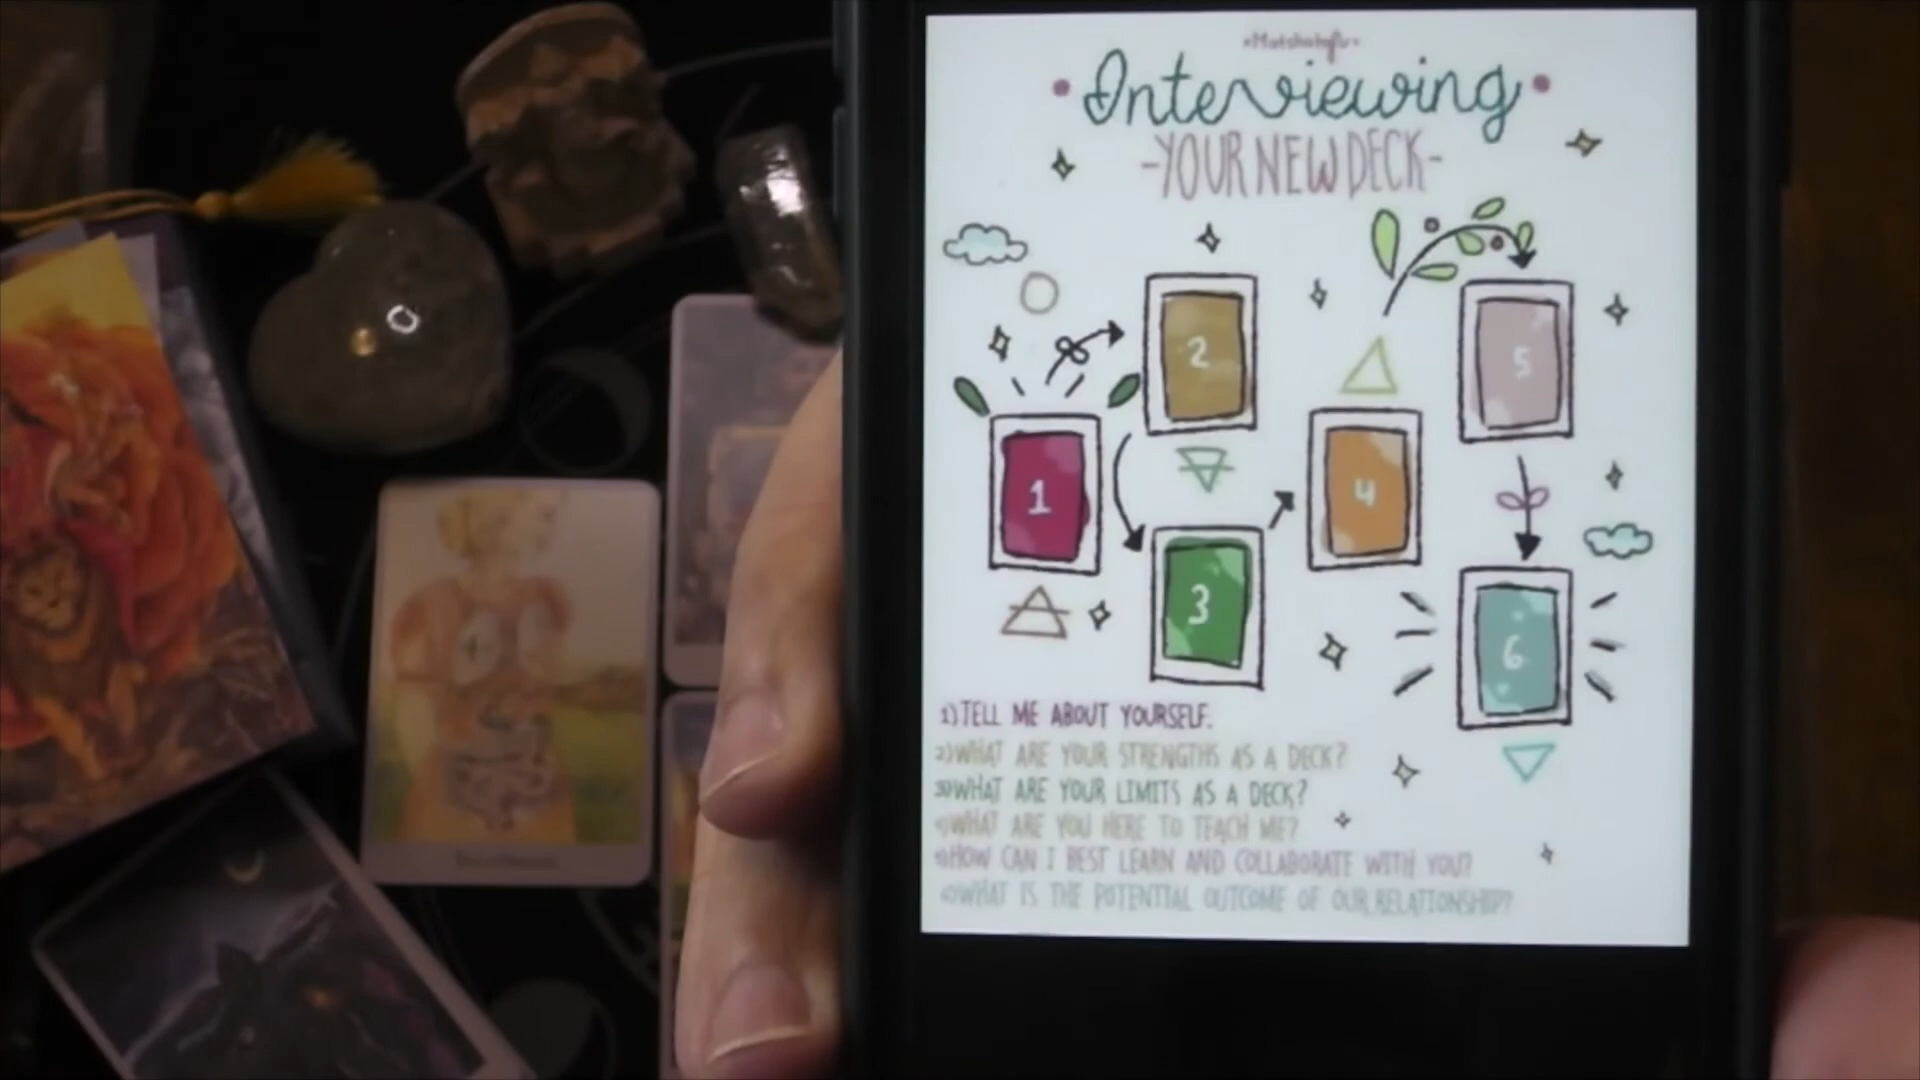 Interviewing
-YOUR NEW DECK-
1
2
3
4
5
6
1) TELL ME ABOUT YOURSELF.
2) WHAT ARE YOUR STRENGTHS AS A DECK?
3) WHAT ARE YOUR LIMITS AS A DECK?
4) WHAT ARE YOU HERE TO TEACH ME?
5) HOW CAN I BEST LEARN AND COLLABORATE WITH YOU?
6) WHAT IS THE POTENTIAL OUTCOME OF OUR RELATIONSHIP?